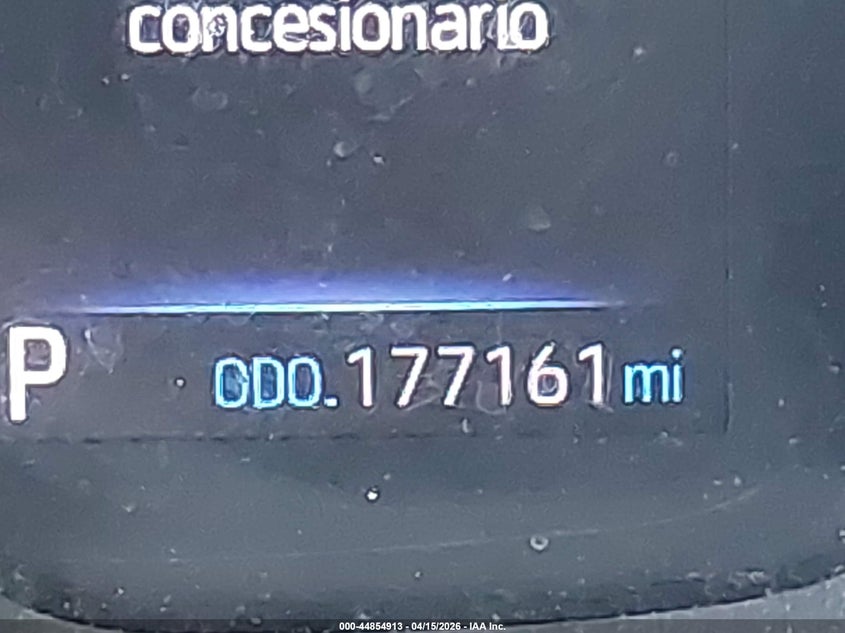 concesionario
P ODO.177161mi
000-44854913 - 04/15/2026 - IAA Inc.